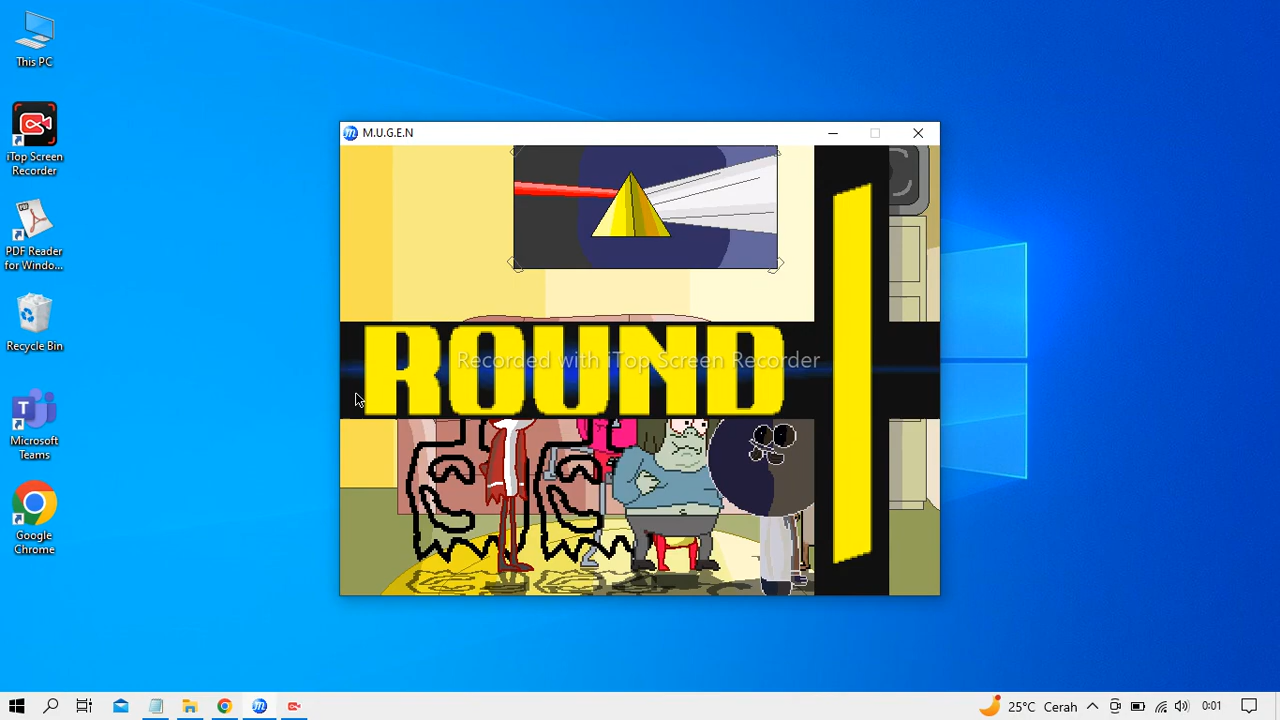 This PC
iTop Screen
Recorder
PDF Reader
for Windo...
Recycle Bin
Microsoft
Teams
Google
Chrome
M.U.G.E.N
ROUND 1
Recorded with iTop Screen Recorder
25°C Cerah
0:01